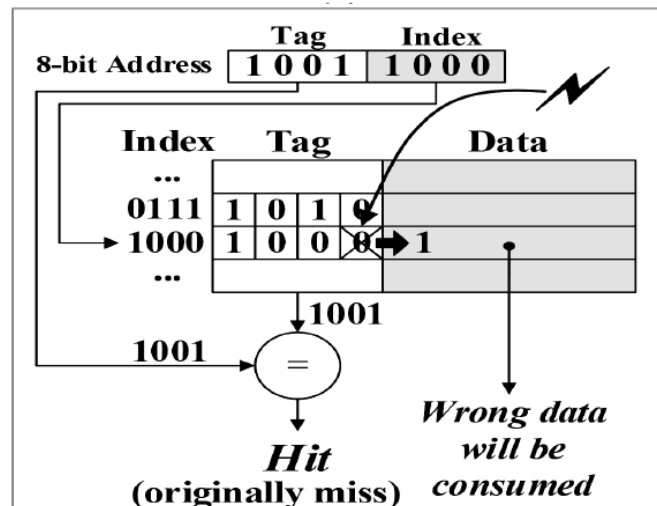 Tag Index
8-bit Address 1 0 0 1 1 0 0 0
Index Tag Data
...
0111 1 0 1 0
1000 1 0 0 0 1
...
1001
1001
=
Hit
(originally miss)
Wrong data
will be
consumed